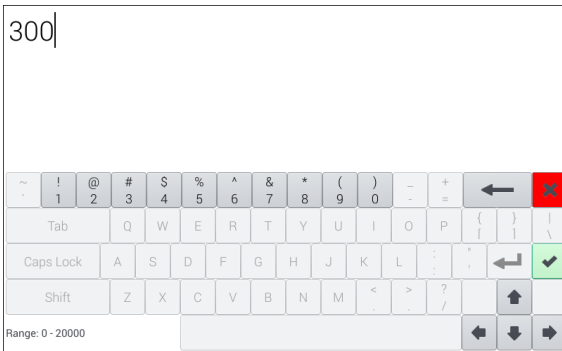 300
~ ! @ # $ % ^ & * ( ) _ +
` 1 2 3 4 5 6 7 8 9 0 - =
Tab Q W E R T Y U I O P { } |
[ ] \
Caps Lock A S D F G H J K L : "
; '
Shift Z X C V B N M < > ?
, . /
Range: 0 - 20000